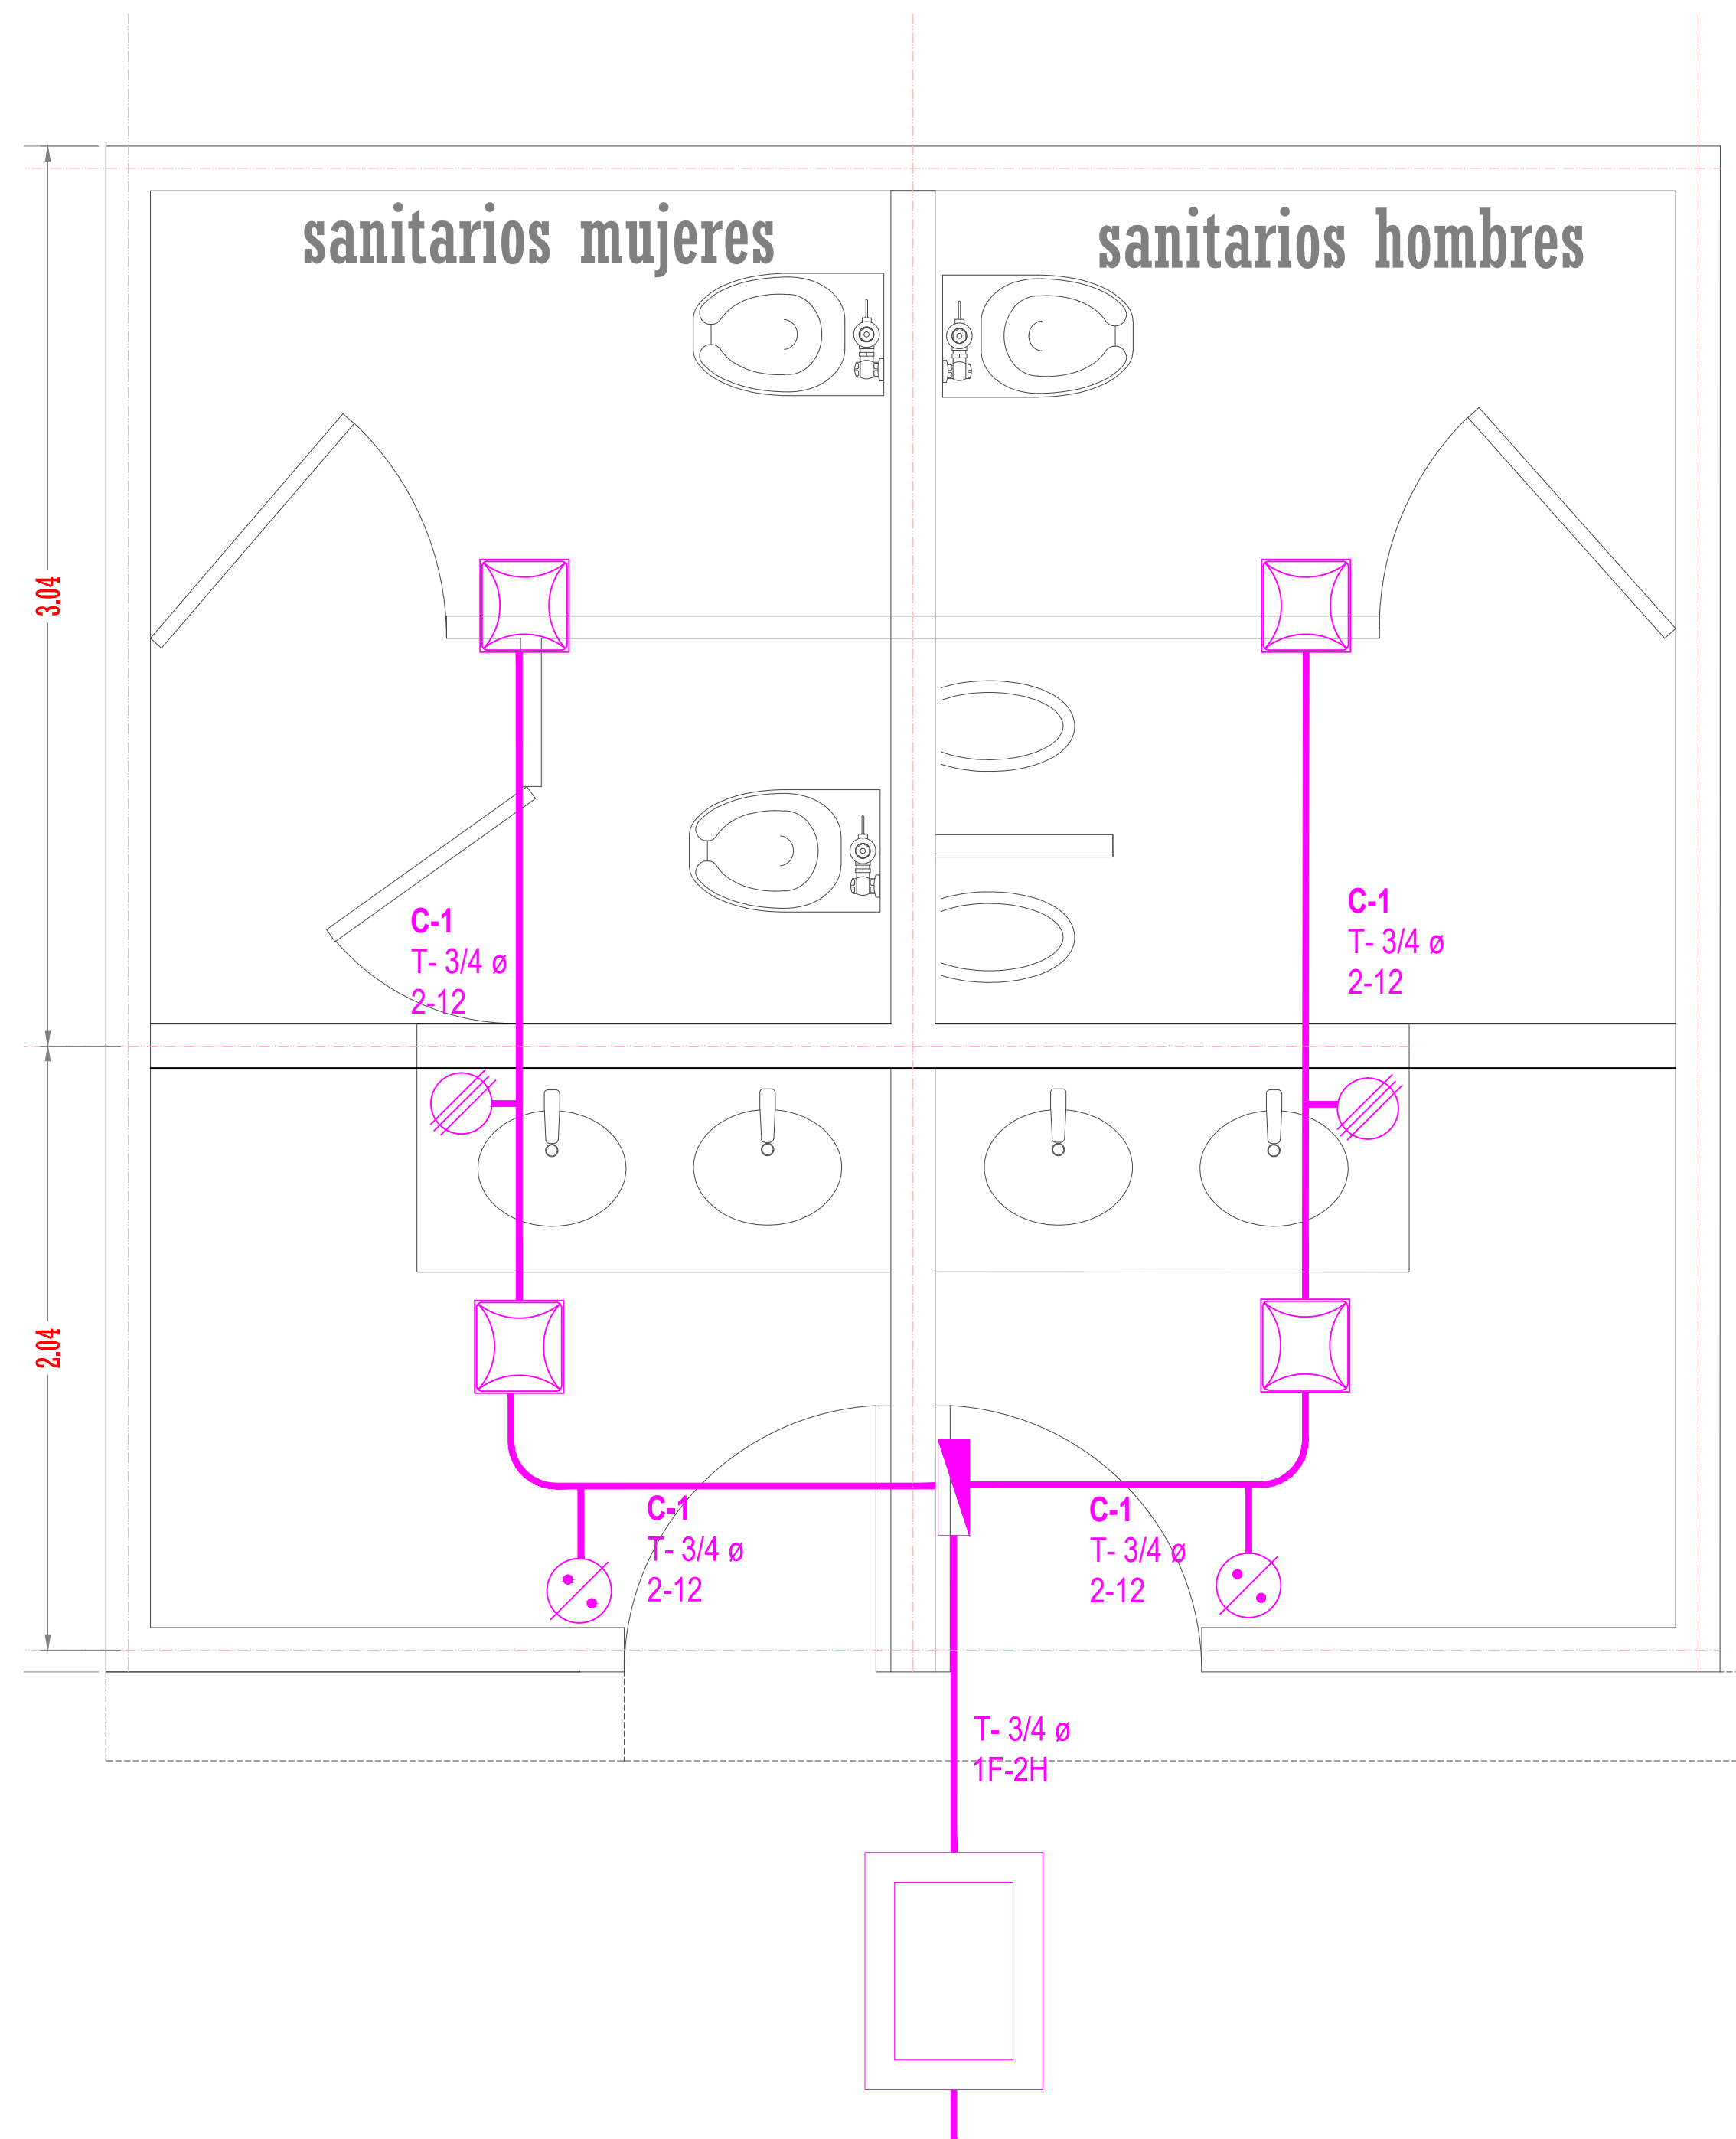 sanitarios mujeres
sanitarios hombres
3.04
C-1
T- 3/4 ø
2-12
C-1
T- 3/4 ø
2-12
2.04
C-1
T- 3/4 ø
2-12
C-1
T- 3/4 ø
2-12
T- 3/4 ø
1F-2H